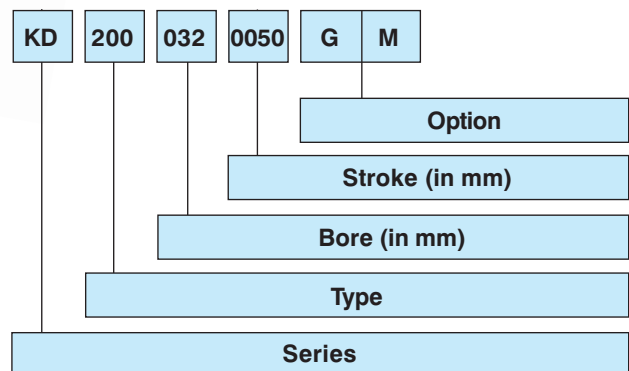 KD 200 032 0050 G M
Option
Stroke (in mm)
Bore (in mm)
Type
Series